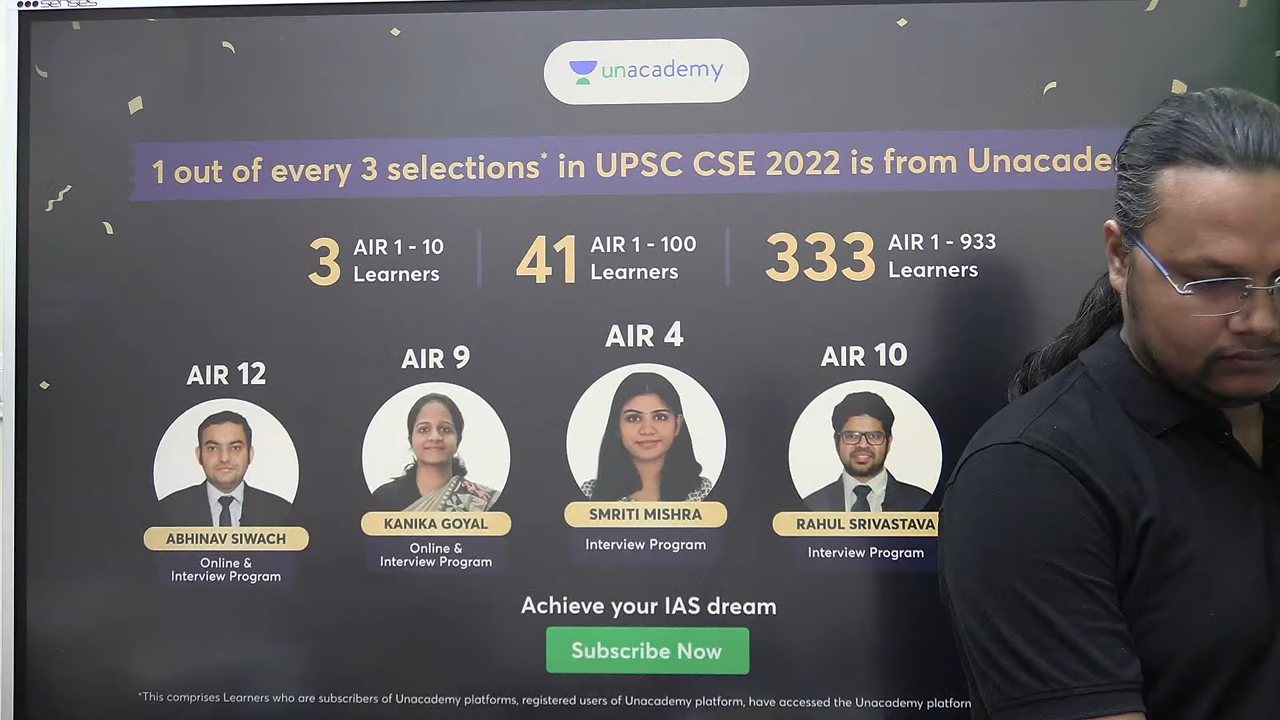 senses
unacademy
1 out of every 3 selections* in UPSC CSE 2022 is from Unacade
3 AIR 1 - 10 Learners
41 AIR 1 - 100 Learners
333 AIR 1 - 933 Learners
AIR 12
ABHINAV SIWACH
Online &
Interview Program
AIR 9
KANIKA GOYAL
Online &
Interview Program
AIR 4
SMRITI MISHRA
Interview Program
AIR 10
RAHUL SRIVASTAVA
Interview Program
Achieve your IAS dream
Subscribe Now
*This comprises Learners who are subscribers of Unacademy platforms, registered users of Unacademy platform, have accessed the Unacademy platform